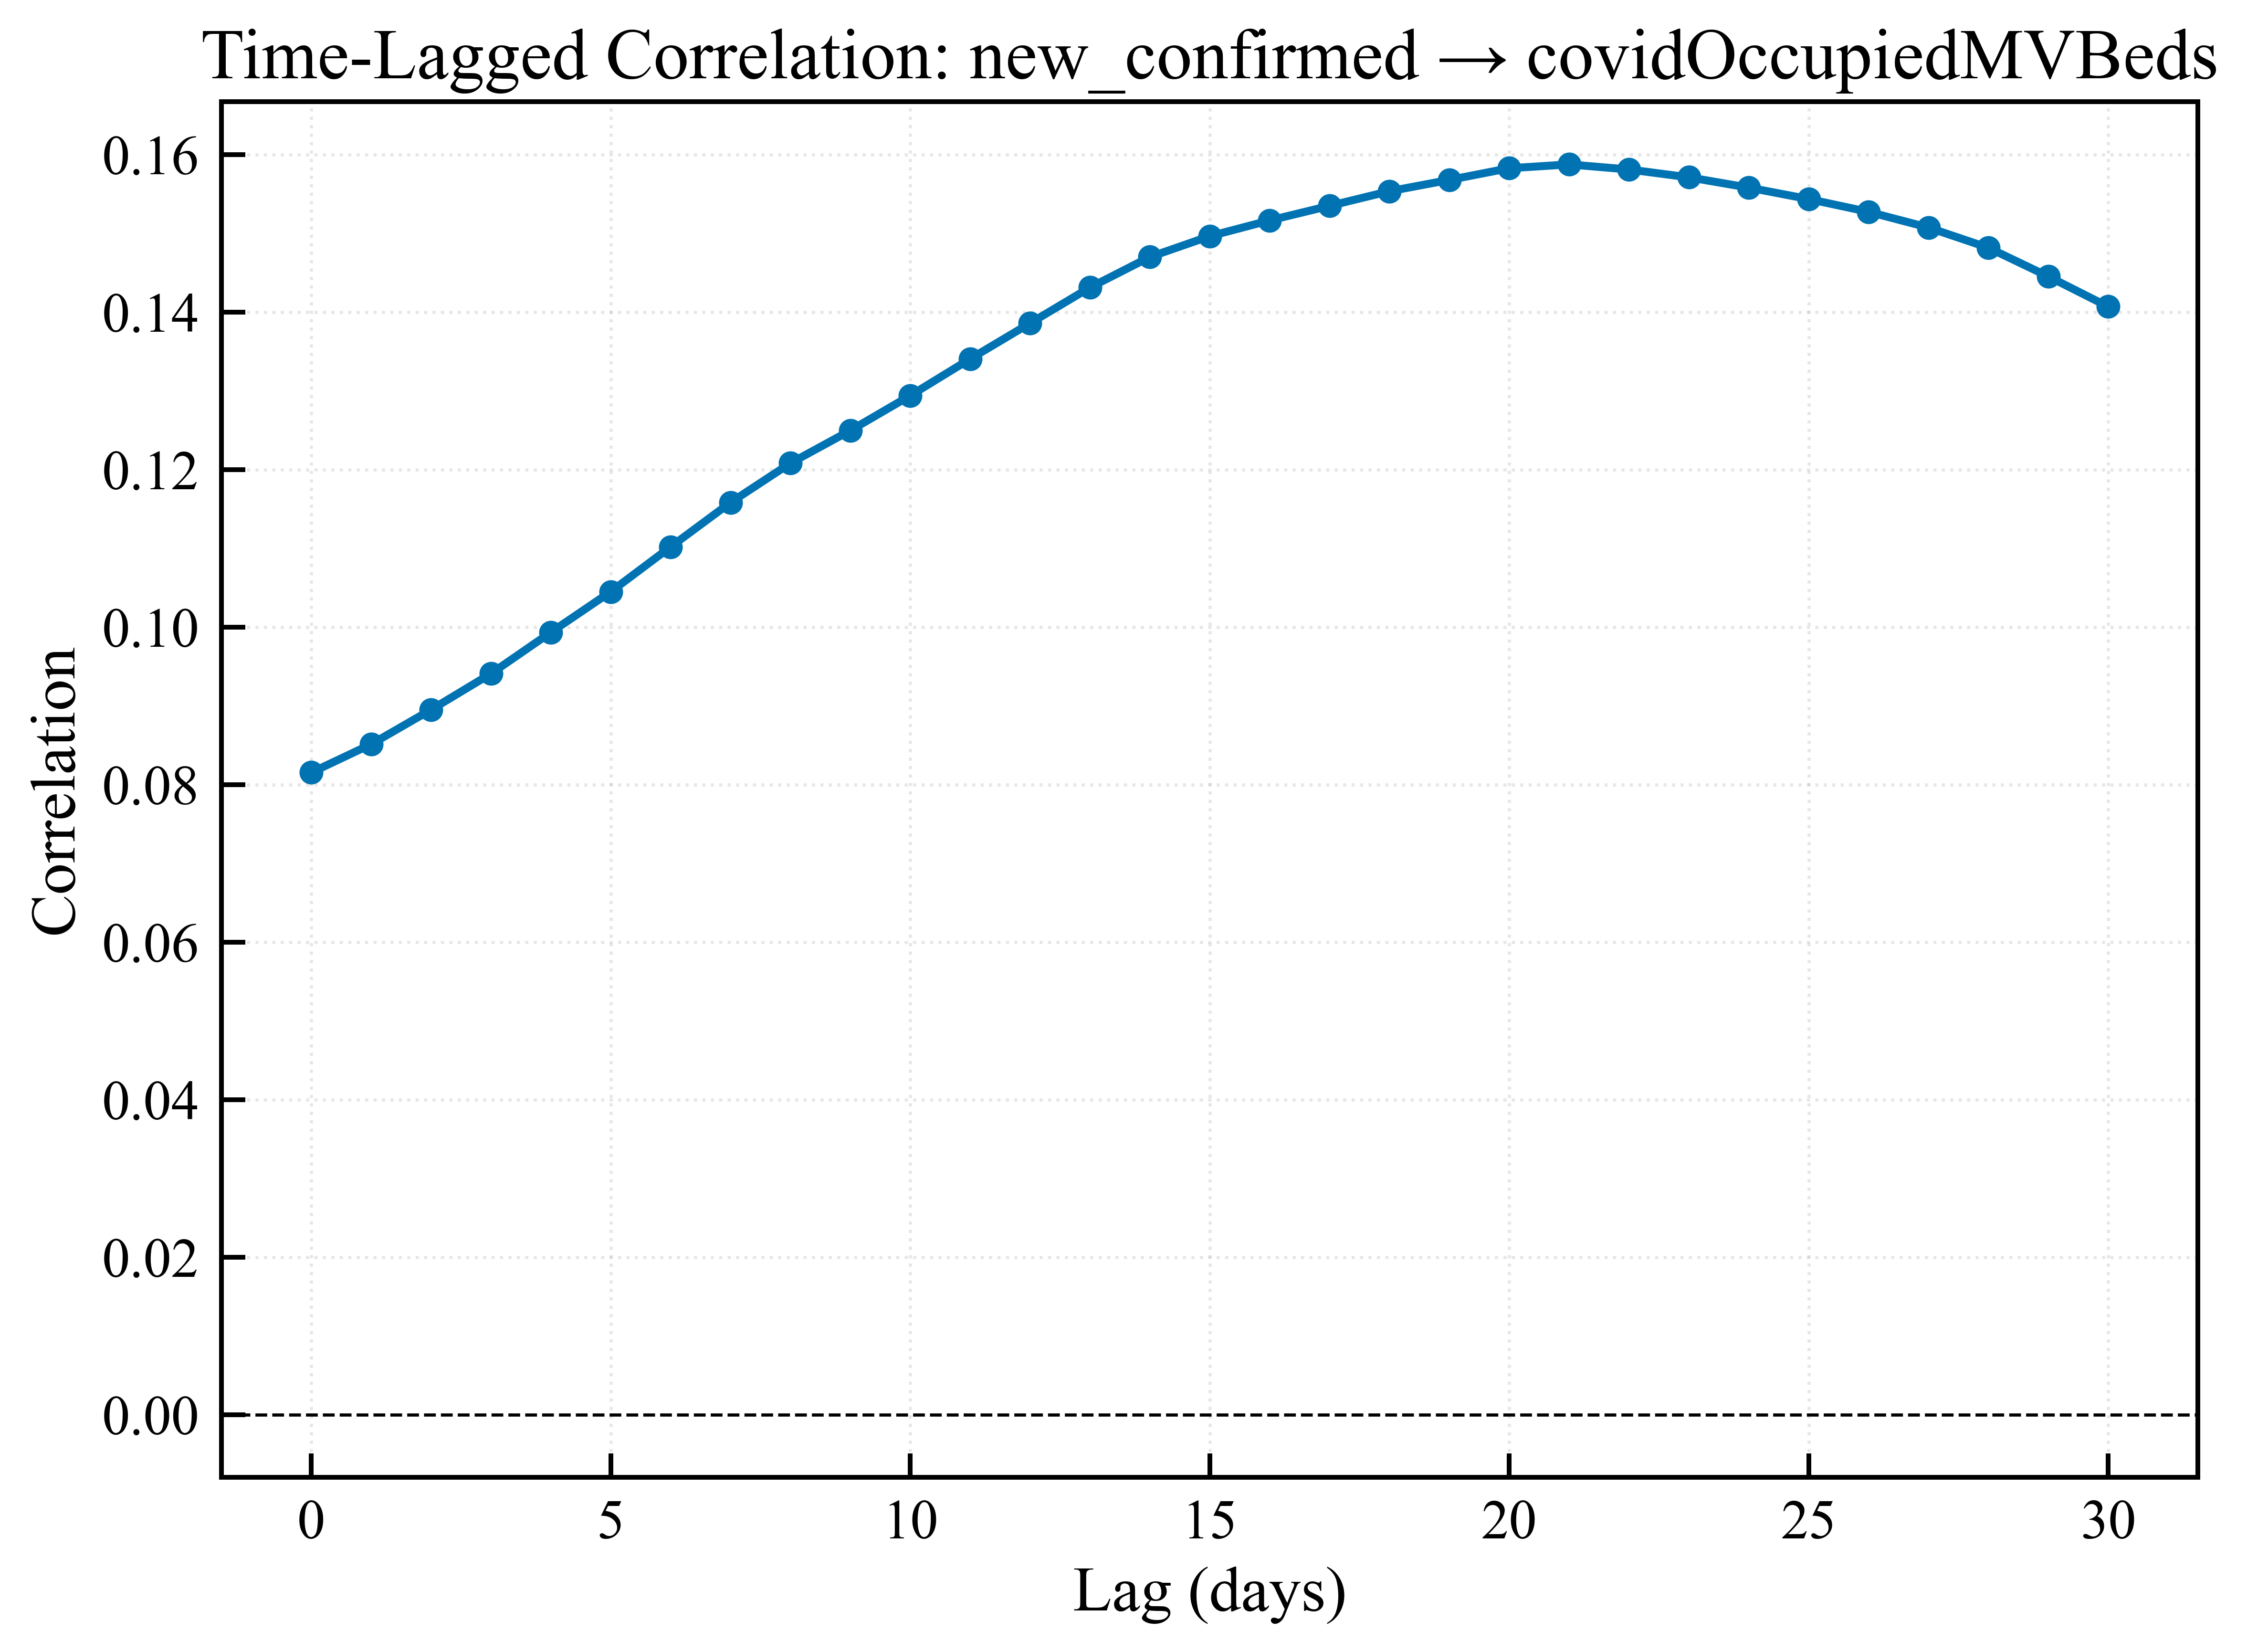 Time-Lagged Correlation: new_confirmed → covidOccupiedMVBeds
Correlation
0.16
0.14
0.12
0.10
0.08
0.06
0.04
0.02
0.00
0 5 10 15 20 25 30
Lag (days)